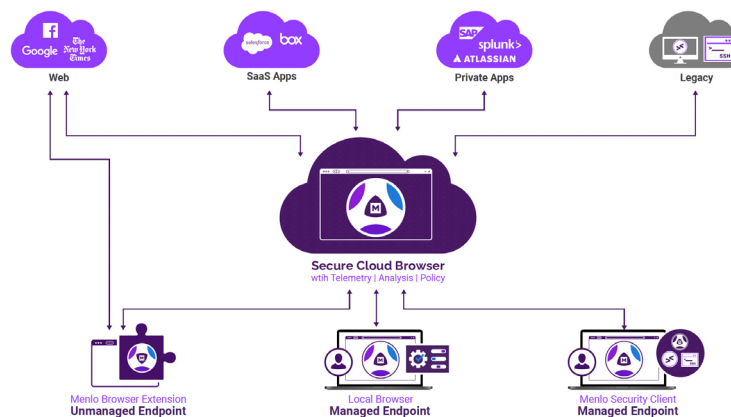 Google
The
New York
Times
Web
salesforce
box
SaaS Apps
SAP
splunk>
ATLASSIAN
Private Apps
SSH
Legacy
M
Secure Cloud Browser
wtih Telemetry | Analysis | Policy
Menlo Browser Extension
Unmanaged Endpoint
Local Browser
Managed Endpoint
Menlo Security Client
Managed Endpoint